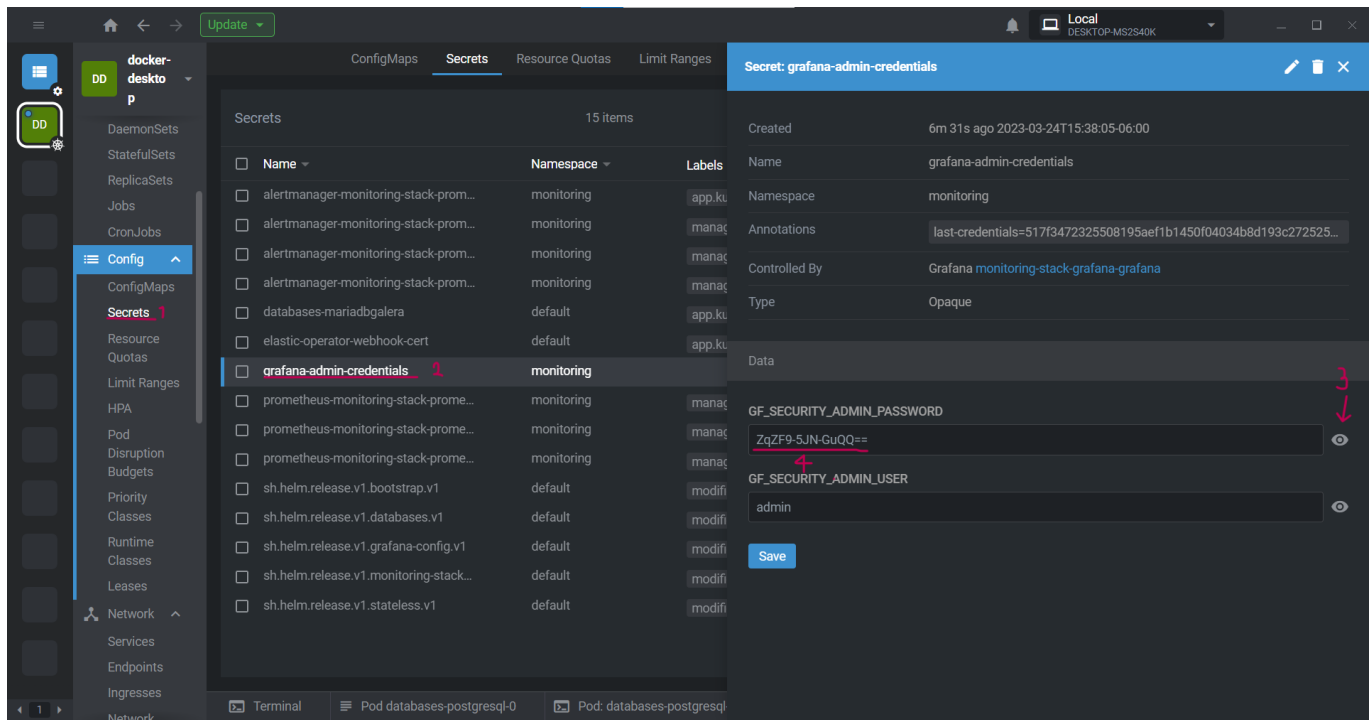 Update
Local
DESKTOP-MS2S40K
DD
DD
docker-
deskto
p
DaemonSets
StatefulSets
ReplicaSets
Jobs
CronJobs
Config
ConfigMaps
Secrets 1
Resource
Quotas
Limit Ranges
HPA
Pod
Disruption
Budgets
Priority
Classes
Runtime
Classes
Leases
Network
Services
Endpoints
Ingresses
Network
1
ConfigMaps Secrets Resource Quotas Limit Ranges
Secrets 15 items
Name Namespace Labels
alertmanager-monitoring-stack-prom... monitoring app.ku
alertmanager-monitoring-stack-prom... monitoring manag
alertmanager-monitoring-stack-prom... monitoring manag
alertmanager-monitoring-stack-prom... monitoring manag
databases-mariadbgalera default app.ku
elastic-operator-webhook-cert default app.ku
grafana-admin-credentials 2 monitoring
prometheus-monitoring-stack-prome... monitoring manag
prometheus-monitoring-stack-prome... monitoring manag
prometheus-monitoring-stack-prome... monitoring manag
sh.helm.release.v1.bootstrap.v1 default modifi
sh.helm.release.v1.databases.v1 default modifi
sh.helm.release.v1.grafana-config.v1 default modifi
sh.helm.release.v1.monitoring-stack... default modifi
sh.helm.release.v1.stateless.v1 default modifi
Secret: grafana-admin-credentials
Created 6m 31s ago 2023-03-24T15:38:05-06:00
Name grafana-admin-credentials
Namespace monitoring
Annotations last-credentials=517f3472325508195aef1b1450f04034b8d193c272525...
Controlled By Grafana monitoring-stack-grafana-grafana
Type Opaque
Data
3
GF_SECURITY_ADMIN_PASSWORD
ZqZF9-5JN-GuQQ==
4
GF_SECURITY_ADMIN_USER
admin
Save
Terminal Pod databases-postgresql-0 Pod: databases-postgresql-